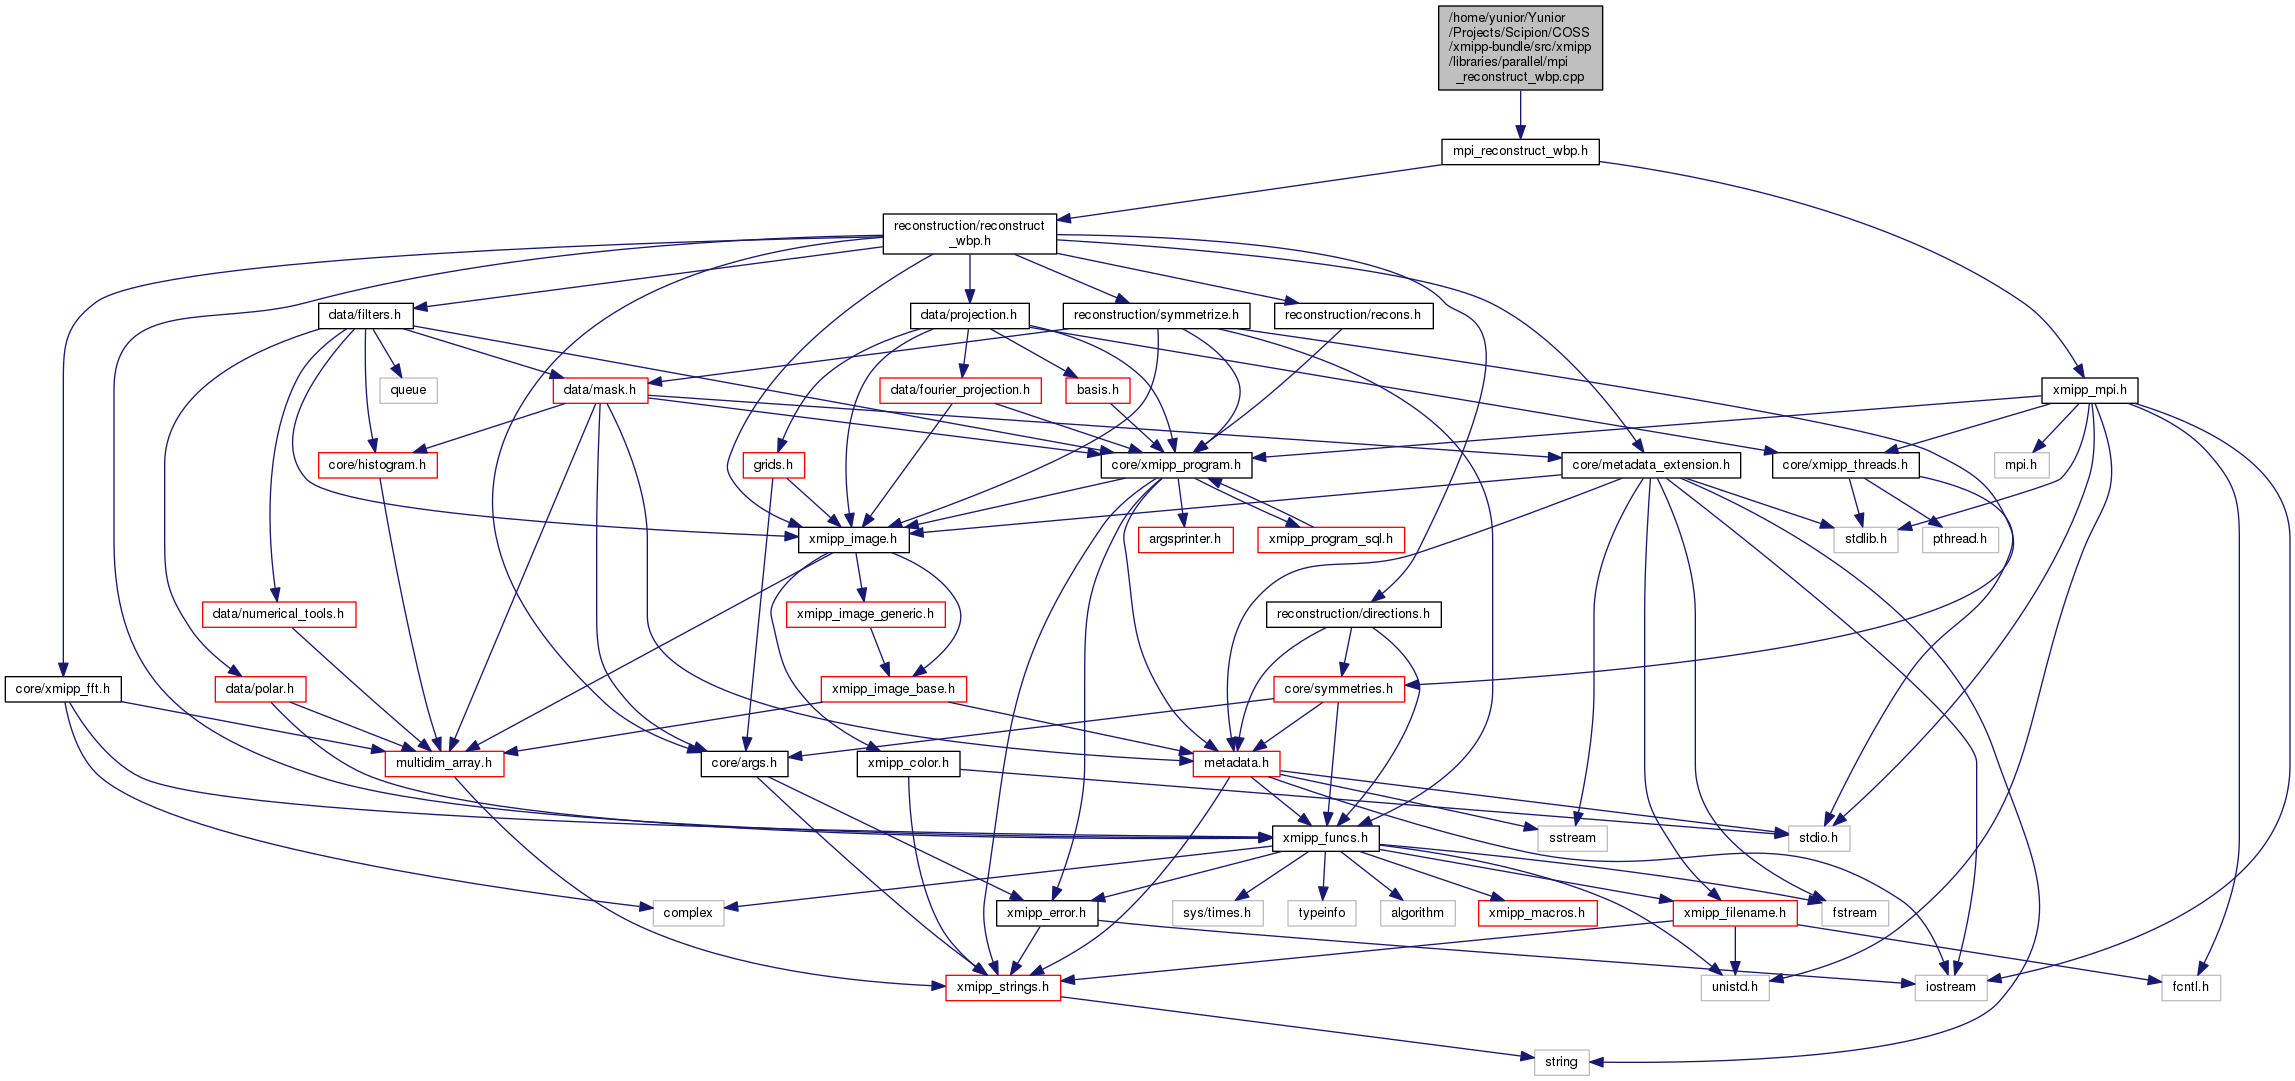 /home/yunior/Yunior
/Projects/Scipion/COSS
/xmipp-bundle/src/xmipp
/libraries/parallel/mpi
_reconstruct_wbp.cpp
mpi_reconstruct_wbp.h
reconstruction/reconstruct
_wbp.h
data/filters.h
data/projection.h
reconstruction/symmetrize.h
reconstruction/recons.h
queue
data/mask.h
data/fourier_projection.h
basis.h
xmipp_mpi.h
core/histogram.h
grids.h
core/xmipp_program.h
core/metadata_extension.h
core/xmipp_threads.h
mpi.h
xmipp_image.h
argsprinter.h
xmipp_program_sql.h
stdlib.h
pthread.h
data/numerical_tools.h
xmipp_image_generic.h
reconstruction/directions.h
core/xmipp_fft.h
data/polar.h
xmipp_image_base.h
core/symmetries.h
multidim_array.h
core/args.h
xmipp_color.h
metadata.h
xmipp_funcs.h
sstream
stdio.h
complex
xmipp_error.h
sys/times.h
typeinfo
algorithm
xmipp_macros.h
xmipp_filename.h
fstream
xmipp_strings.h
unistd.h
iostream
fcntl.h
string